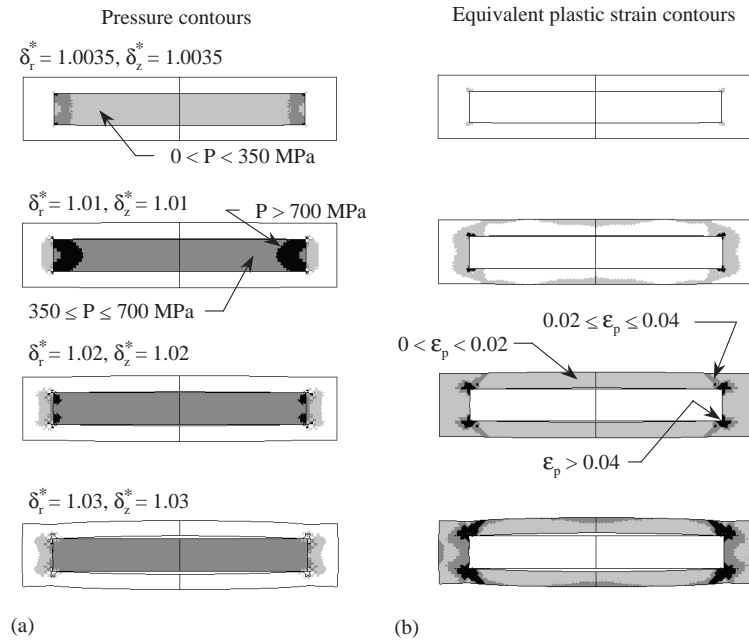 Pressure contours
δ*r = 1.0035, δ*z = 1.0035
0 < P < 350 MPa
δ*r = 1.01, δ*z = 1.01
P > 700 MPa
350 ≤ P ≤ 700 MPa
δ*r = 1.02, δ*z = 1.02
δ*r = 1.03, δ*z = 1.03
(a)
Equivalent plastic strain contours
0.02 ≤ εp ≤ 0.04
0 < εp < 0.02
εp > 0.04
(b)